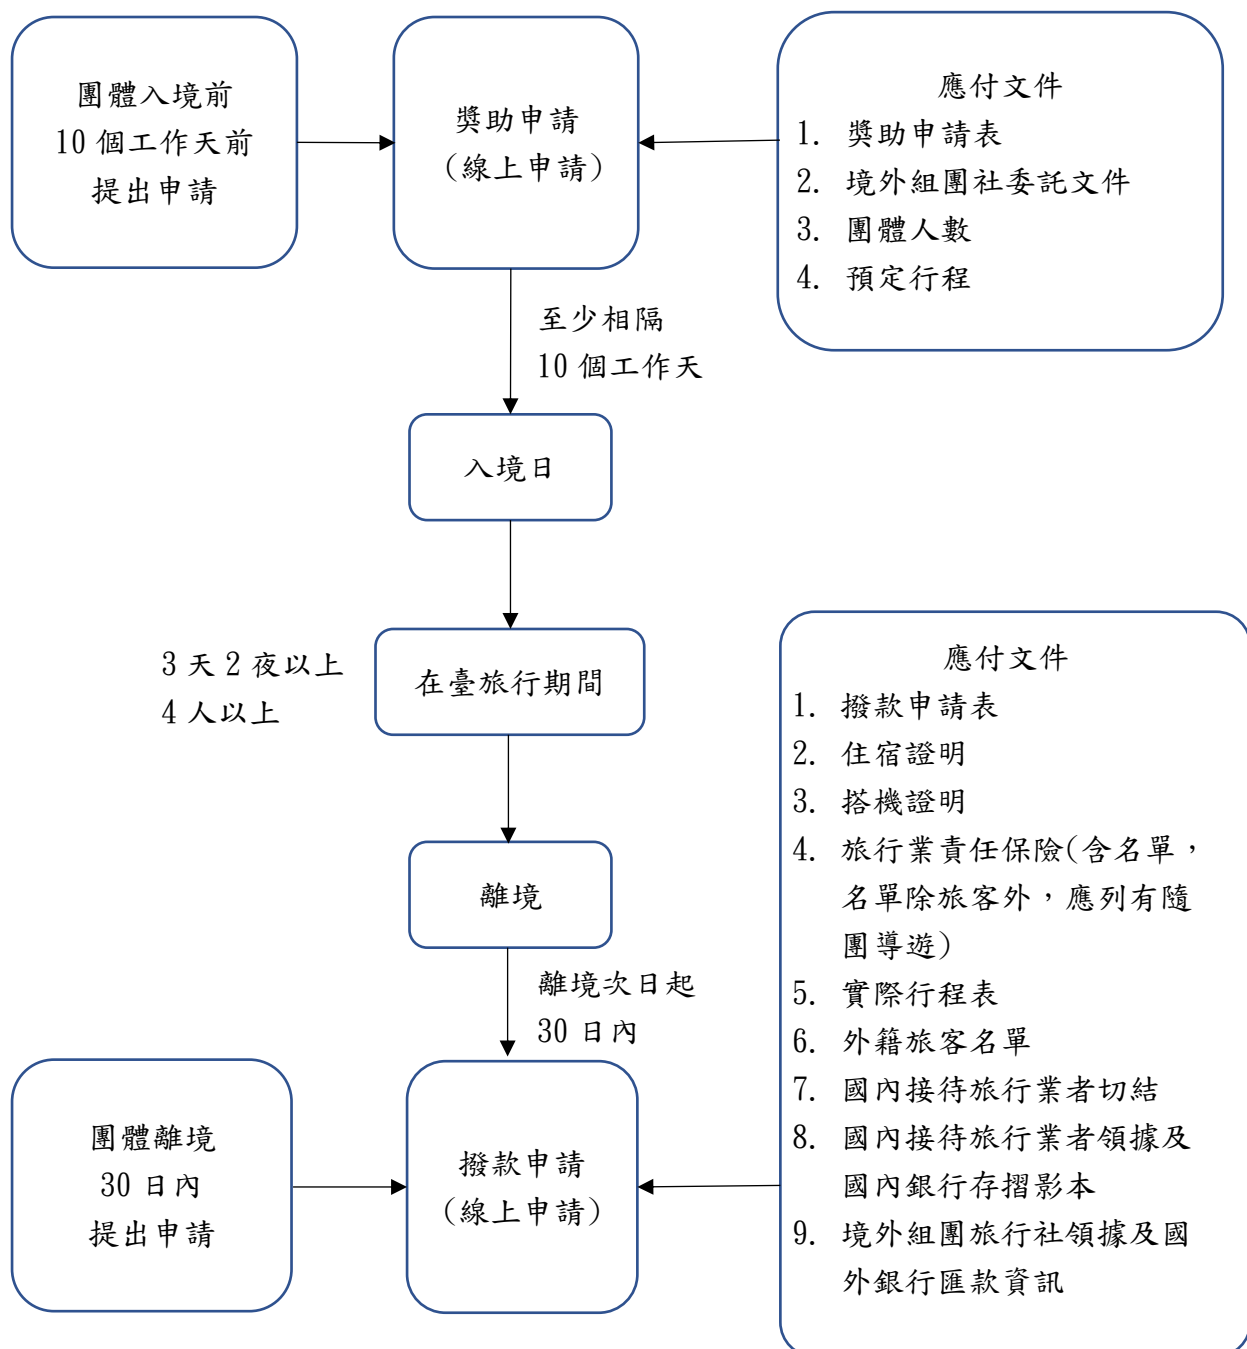 團體入境前
10 個工作天前
提出申請
獎助申請
(線上申請)
應付文件
1. 獎助申請表
2. 境外組團社委託文件
3. 團體人數
4. 預定行程
至少相隔
10 個工作天
入境日
3 天 2 夜以上
4 人以上
在臺旅行期間
離境
離境次日起
30 日內
團體離境
30 日內
提出申請
撥款申請
(線上申請)
應付文件
1. 撥款申請表
2. 住宿證明
3. 搭機證明
4. 旅行業責任保險(含名單，
名單除旅客外，應列有隨
團導遊)
5. 實際行程表
6. 外籍旅客名單
7. 國內接待旅行業者切結
8. 國內接待旅行業者領據及
國內銀行存摺影本
9. 境外組團旅行社領據及國
外銀行匯款資訊